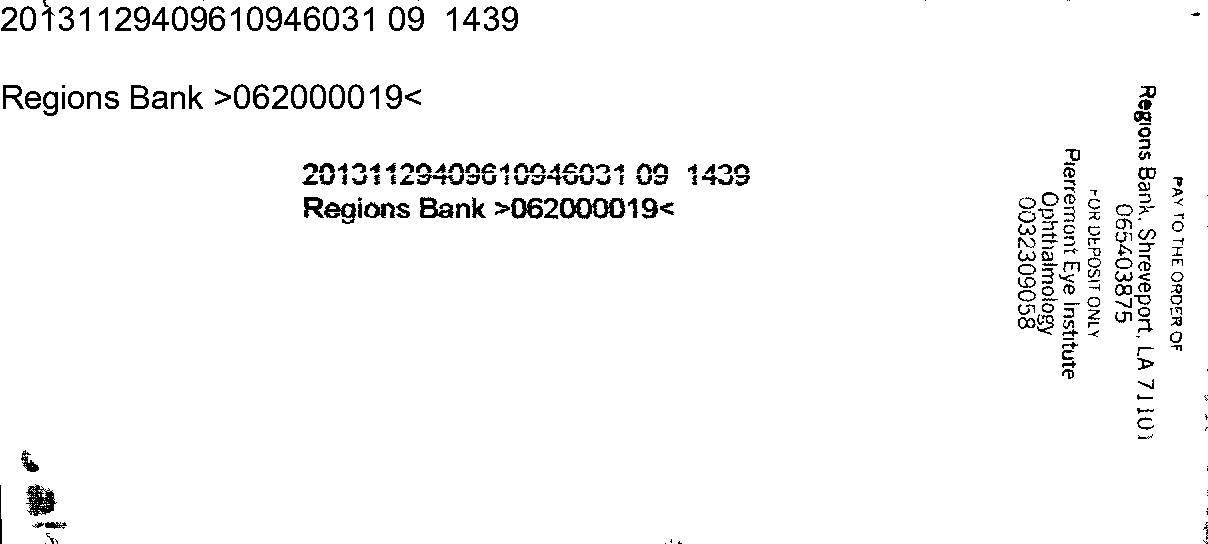 20131129409610946031 09 1439
Regions Bank >062000019<
20131129409610946031 09 1439
Regions Bank >062000019<
PAY TO THE ORDER OF
Regions Bank, Shreveport, LA 71101
065403875
FOR DEPOSIT ONLY
Pierremont Eye Institute
Ophthalmology
0032309058